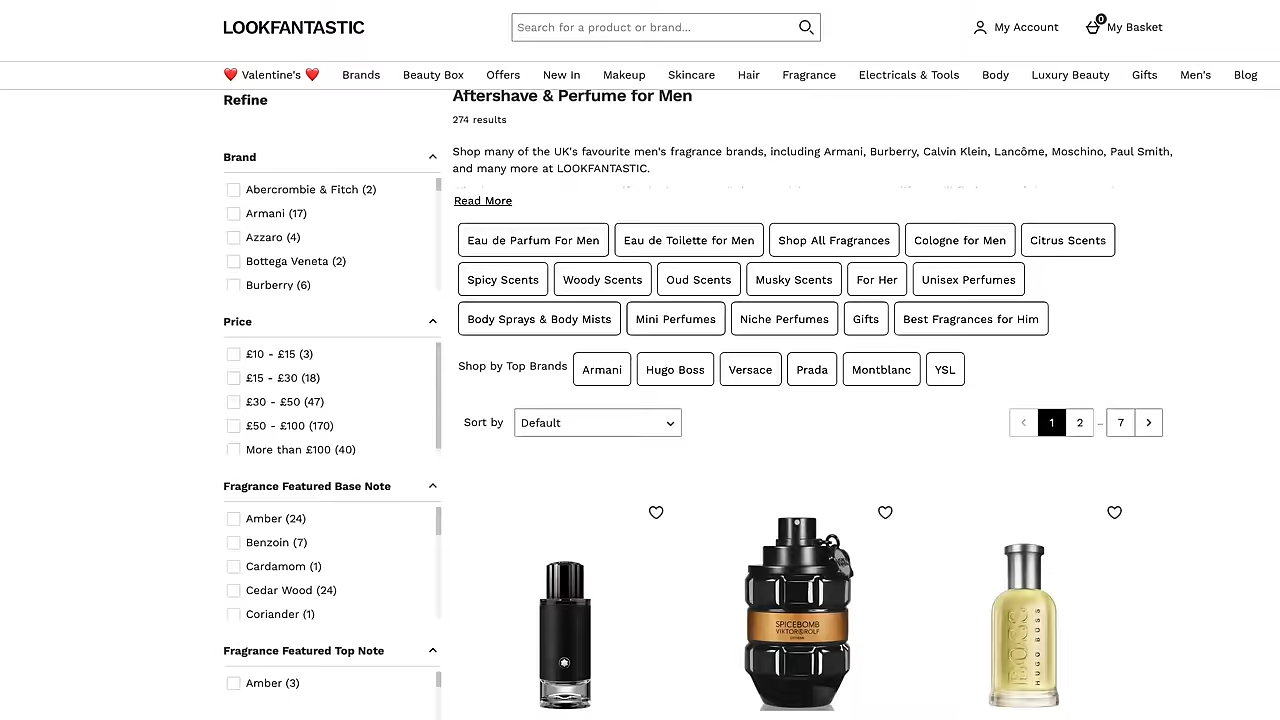 LOOKFANTASTIC
Search for a product or brand...
My Account
0
My Basket
Valentine's
Brands
Beauty Box
Offers
New In
Makeup
Skincare
Hair
Fragrance
Electricals & Tools
Body
Luxury Beauty
Gifts
Men's
Blog
Refine
Brand
Abercrombie & Fitch (2)
Armani (17)
Azzaro (4)
Bottega Veneta (2)
Burberry (6)
Price
£10 - £15 (3)
£15 - £30 (18)
£30 - £50 (47)
£50 - £100 (170)
More than £100 (40)
Fragrance Featured Base Note
Amber (24)
Benzoin (7)
Cardamom (1)
Cedar Wood (24)
Coriander (1)
Fragrance Featured Top Note
Amber (3)
Aftershave & Perfume for Men
274 results
Shop many of the UK's favourite men's fragrance brands, including Armani, Burberry, Calvin Klein, Lancôme, Moschino, Paul Smith,
and many more at LOOKFANTASTIC.
Read More
Eau de Parfum For Men
Eau de Toilette for Men
Shop All Fragrances
Cologne for Men
Citrus Scents
Spicy Scents
Woody Scents
Oud Scents
Musky Scents
For Her
Unisex Perfumes
Body Sprays & Body Mists
Mini Perfumes
Niche Perfumes
Gifts
Best Fragrances for Him
Shop by Top Brands
Armani
Hugo Boss
Versace
Prada
Montblanc
YSL
Sort by
Default
1
2
...
7
SPICEBOMB
VIKTOR&ROLF
EXTREME
BOSS
HUGO BOSS